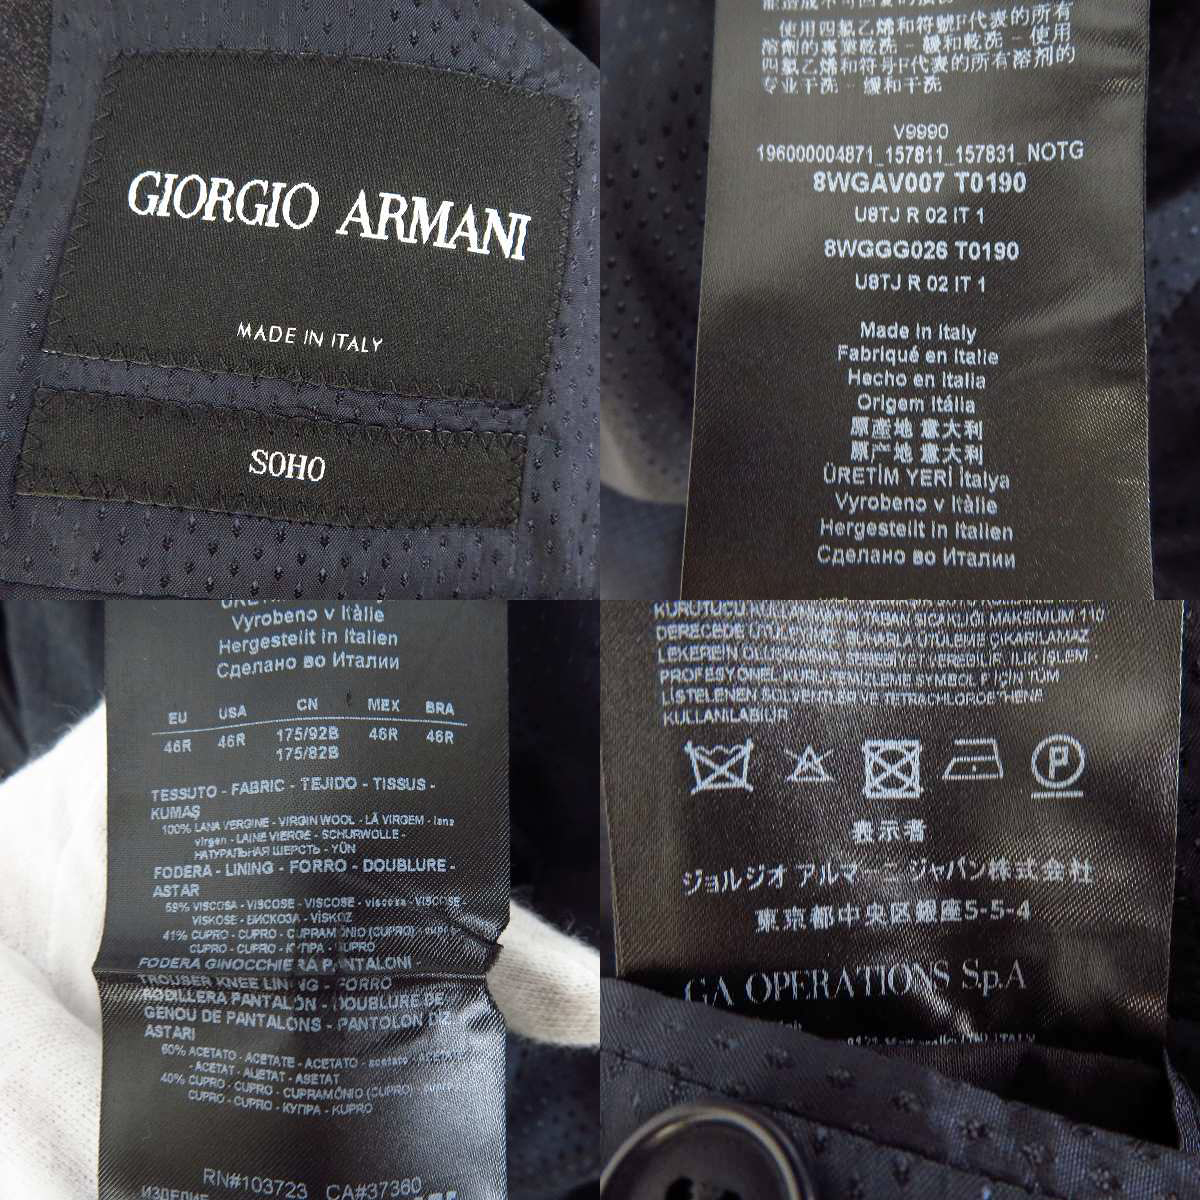 GIORGIO ARMANI
MADE IN ITALY
SOHO
使用四氯乙烯和符號F代表的所有
溶劑的專業乾洗 - 緩和乾洗 - 使用
四氯乙烯和符号F代表的所有溶剂的
专业干洗 - 缓和干洗
V9990
196000004871_157811_157831_NOTG
8WGAV007 T0190
U8TJ R 02 IT 1
8WGGG026 T0190
U8TJ R 02 IT 1
Made in Italy
Fabriqué en Italie
Hecho en Italia
Origem Itália
原産地 意大利
原产地 意大利
ÜRETİM YERİ İtalya
Vyrobeno v Itálie
Hergestellt in Italien
Сделано во Италии
Vyrobeno v Itálie
Hergestellt in Italien
Сделано во Италии
EU USA CN MEX BRA
46R 46R 175/92B 46R 46R
175/82B
TESSUTO - FABRIC - TEJIDO - TISSUS -
KUMAŞ
100% LANA VERGINE - VIRGIN WOOL - LÃ VIRGEM - lana
virgen - LAINE VIERGE - SCHURWOLLE -
НАТУРАЛЬНАЯ ШЕРСТЬ - YÜN
FODERA - LINING - FORRO - DOUBLURE -
ASTAR
59% VISCOSA - VISCOSE - VISCOSE - viscosa - VISCOSE -
VISKOSE - ВИСКОЗА - VİSKOZ
41% CUPRO - CUPRO - CUPRAMÔNIO (CUPRO)
CUPRO - CUPRO - КУПРА - KUPRO
FODERA GINOCCHIERA PANTALONI -
TROUSER KNEE LINING - FORRO
RODILLERA PANTALÓN - DOUBLURE DE
GENOU DE PANTALONS - PANTOLON DİZ
ASTARI
60% ACETATO - ACETATE - ACETATO - acetato
- ACETAT - АЦЕТАТ - ASETAT
40% CUPRO - CUPRO - CUPRAMÔNIO (CUPRO)
CUPRO - CUPRO - КУПРА - KUPRO
RN#103723 CA#37360
ИЗДЕЛИЕ
DERECEDE ÜTÜLEME, BUHARLA ÜTÜLEME ÇIKARILAMAZ
LEKEREİN OLUŞMASINA SEBEBİYET VEREBİLİR. İLİK İŞLEM -
PROFESYONEL KURU TEMİZLEME SYMBOL F İÇİN TÜM
LİSTELENEN SOLVENTLER VE TETRACHLOROETHENE
KULLANILABİLİR
P
表示者
ジョルジオ アルマーニ ジャパン株式会社
東京都中央区銀座5-5-4
GA OPERATIONS S.p.A